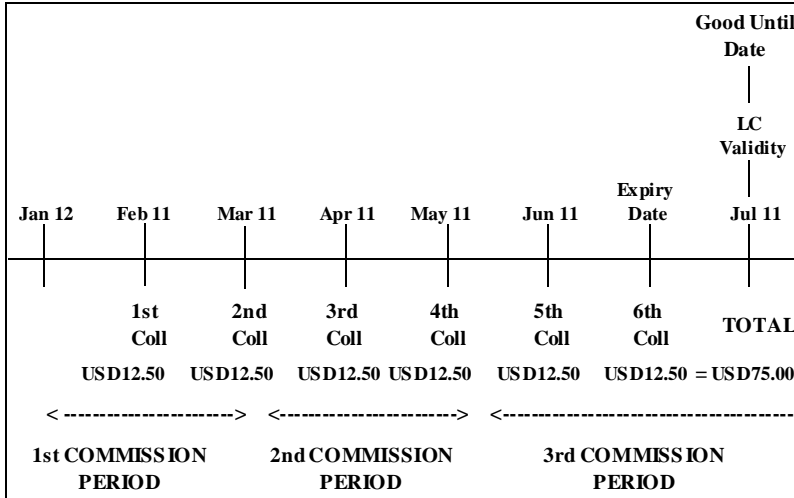 Good Until
Date
LC
Validity
Expiry
Date
Jan 12 Feb 11 Mar 11 Apr 11 May 11 Jun 11 Jul 11
1st 2nd 3rd 4th 5th 6th TOTAL
Coll Coll Coll Coll Coll Coll
USD12.50 USD12.50 USD12.50 USD12.50 USD12.50 USD12.50 = USD75.00
< -----------------------> <------------------------> <---------------------------------------
1st COMMISSION 2nd COMMISSION 3rd COMMISSION
PERIOD PERIOD PERIOD